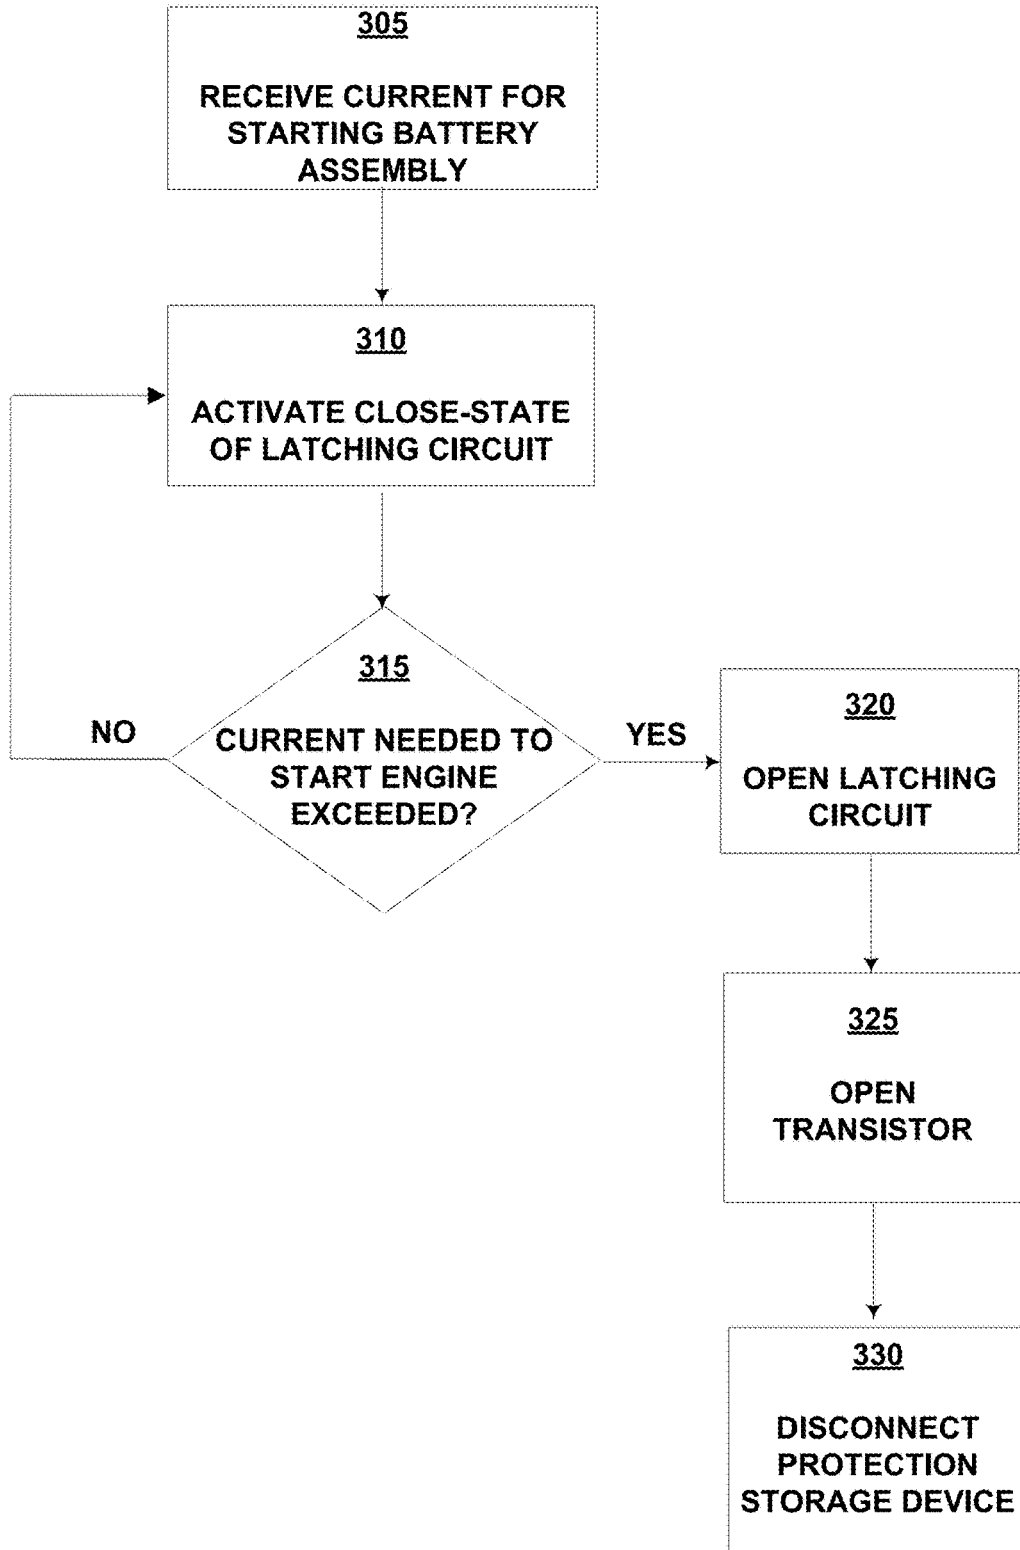 305
RECEIVE CURRENT FOR
STARTING BATTERY
ASSEMBLY
310
ACTIVATE CLOSE-STATE
OF LATCHING CIRCUIT
315
CURRENT NEEDED TO
START ENGINE
EXCEEDED?
NO
YES
320
OPEN LATCHING
CIRCUIT
325
OPEN
TRANSISTOR
330
DISCONNECT
PROTECTION
STORAGE DEVICE